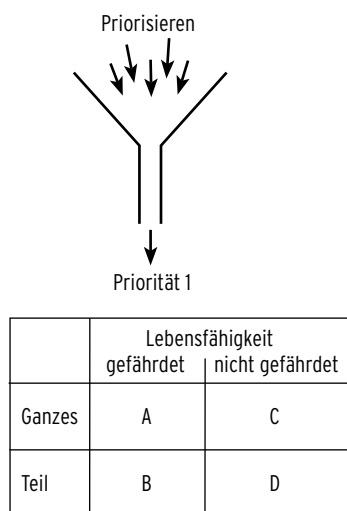 Priorisieren
Priorität 1
Lebensfähigkeit
gefährdet nicht gefährdet
Ganzes A C
Teil B D